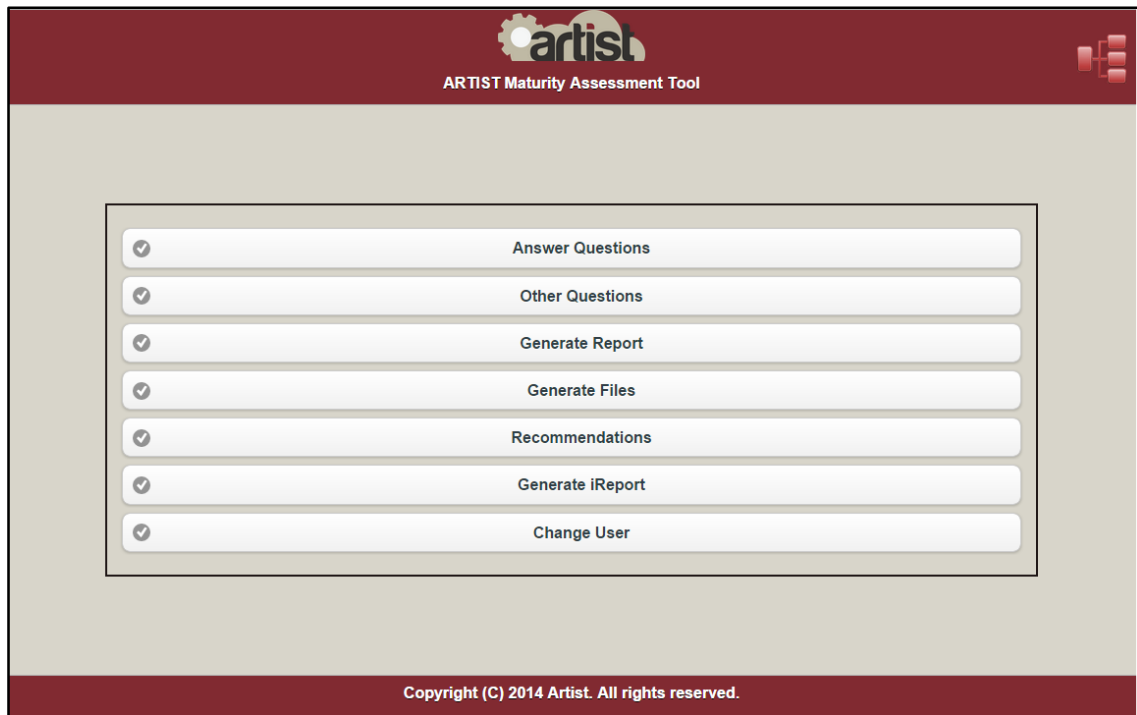 artist
ARTIST Maturity Assessment Tool
Answer Questions
Other Questions
Generate Report
Generate Files
Recommendations
Generate iReport
Change User
Copyright (C) 2014 Artist. All rights reserved.